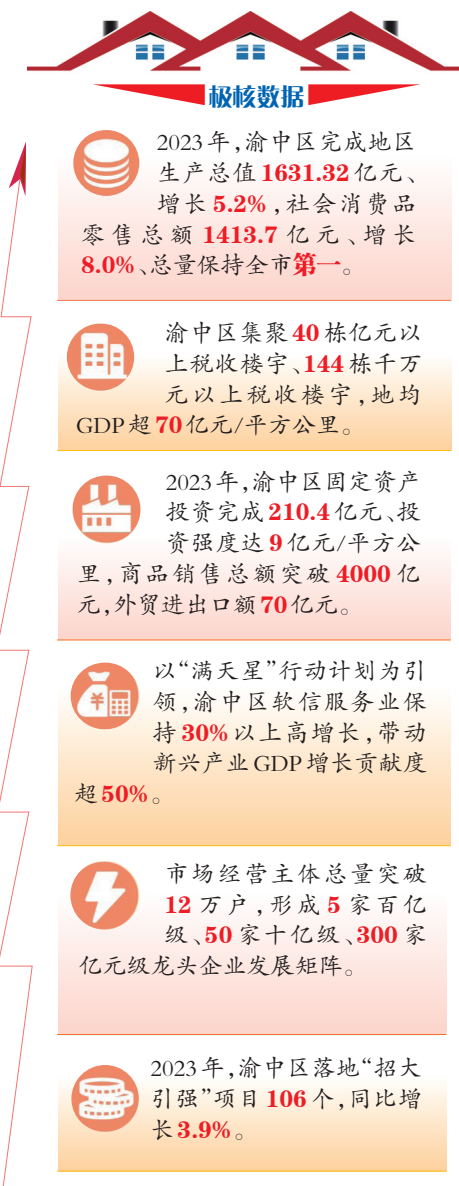 极核数据
2023年,渝中区完成地区
生产总值1631.32亿元、
增长5.2%,社会消费品
零售总额1413.7亿元、增长
8.0%、总量保持全市第一。
渝中区集聚40栋亿元以
上税收楼宇、144栋千万
元以上税收楼宇,地均
GDP超70亿元/平方公里。
2023年,渝中区固定资产
投资完成210.4亿元、投
资强度达9亿元/平方公
里,商品销售总额突破4000亿
元,外贸进出口额70亿元。
以“满天星”行动计划为引
领,渝中区软信服务业保
持30%以上高增长,带动
新兴产业GDP增长贡献度
超50%。
市场经营主体总量突破
12万户,形成5家百亿
级、50家十亿级、300家
亿元级龙头企业发展矩阵。
2023年,渝中区落地“招大
引强”项目106个,同比增
长3.9%。